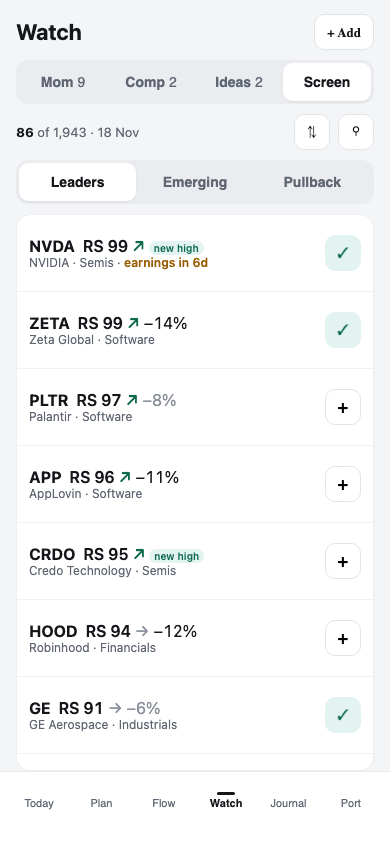 Watch
+ Add
Mom 9 Comp 2 Ideas 2 Screen
86 of 1,943 · 18 Nov
Leaders Emerging Pullback
NVDA RS 99 ↗ new high
NVIDIA · Semis · earnings in 6d
ZETA RS 99 ↗ −14%
Zeta Global · Software
PLTR RS 97 ↗ −8%
Palantir · Software
APP RS 96 ↗ −11%
AppLovin · Software
CRDO RS 95 ↗ new high
Credo Technology · Semis
HOOD RS 94 → −12%
Robinhood · Financials
GE RS 91 → −6%
GE Aerospace · Industrials
Today Plan Flow Watch Journal Port